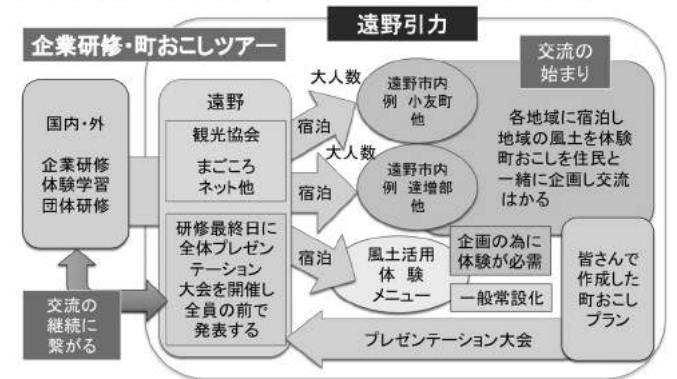 遠野引力
企業研修・町おこしツアー
国内・外
企業研修
体験学習
団体研修
遠野
観光協会
まごころ
ネット他
研修最終日に
全体プレゼン
テーション
大会を開催し
全員の前で
発表する
大人数
宿泊
大人数
宿泊
宿泊
遠野市内
例 小友町
他
遠野市内
例 達増部
他
風土活用
体 験
メニュー
交流の
始まり
各地域に宿泊し
地域の風土を体験
町おこしを住民と
一緒に企画し交流
はかる
企画の為に
体験が必需
一般常設化
皆さんで
作成した
町おこし
プラン
プレゼンテーション大会
交流の
継続に
繋がる